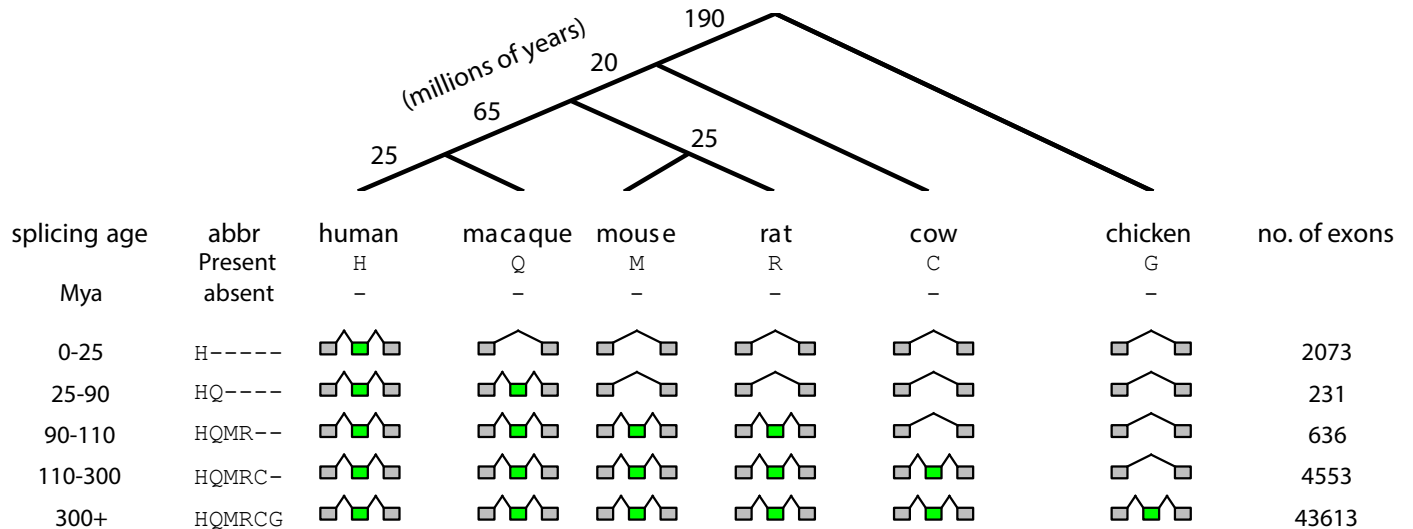 190
(millions of years)
20
65
25
25
splicing age abbr human macaque mouse rat cow chicken no. of exons
Present H Q M R C G
Mya absent – – – – – –
0-25 H----- 2073
25-90 HQ---- 231
90-110 HQMR-- 636
110-300 HQMRC- 4553
300+ HQMRCG 43613